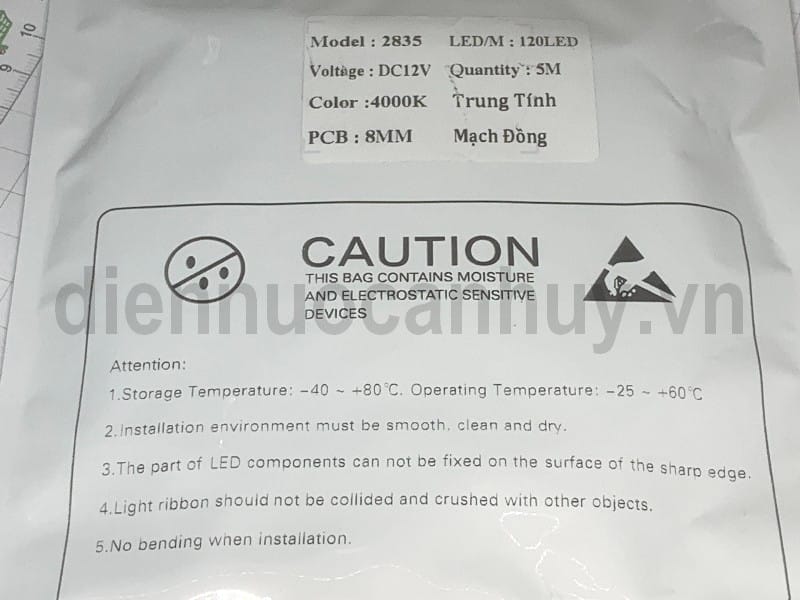 10
9
Model : 2835 LED/M : 120LED
Voltage : DC12V Quantity : 5M
Color :4000K Trung Tính
PCB : 8MM Mạch Đồng
CAUTION
THIS BAG CONTAINS MOISTURE
AND ELECTROSTATIC SENSITIVE
DEVICES
diennuocanhuy.vn
Attention:
1.Storage Temperature: -40 ~ +80℃. Operating Temperature: -25 ~ +60℃
2.Installation environment must be smooth, clean and dry.
3.The part of LED components can not be fixed on the surface of the sharp edge.
4.Light ribbon should not be collided and crushed with other objects.
5.No bending when installation.